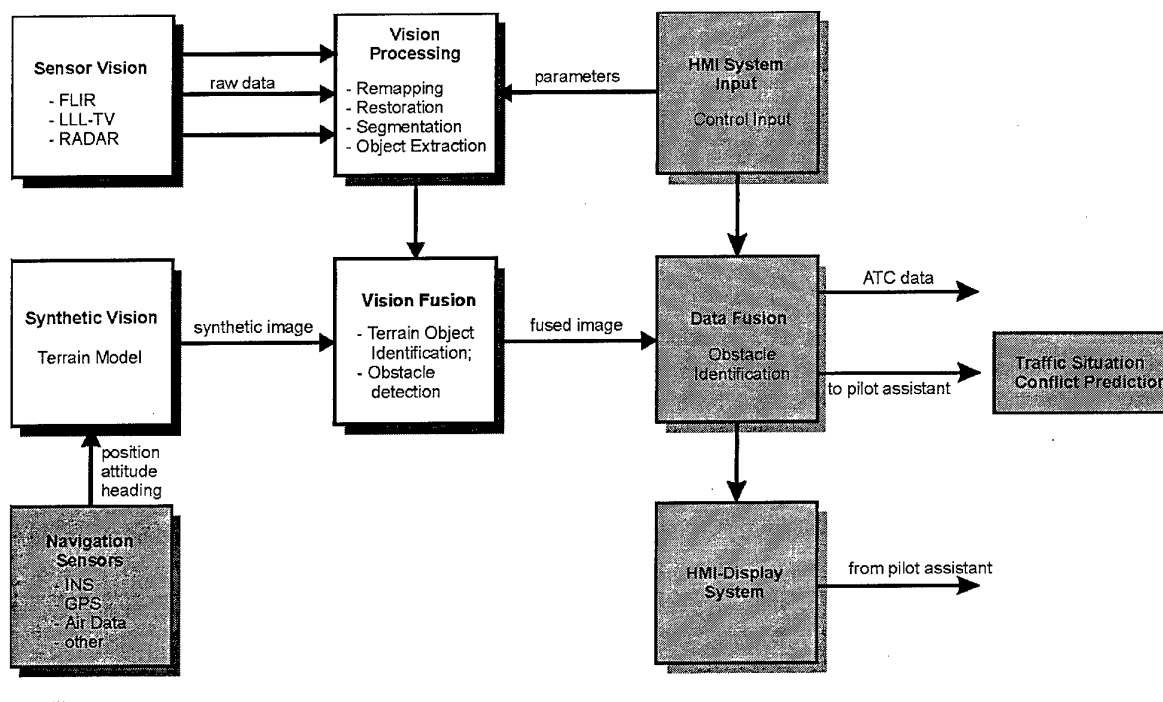 Sensor Vision
- FLIR
- LLL-TV
- RADAR
raw data
Vision
Processing
- Remapping
- Restoration
- Segmentation
- Object Extraction
parameters
HMI System
Input
Control Input
Synthetic Vision
Terrain Model
synthetic image
Vision Fusion
- Terrain Object
Identification;
- Obstacle
detection
fused image
Data Fusion
Obstacle
Identification
ATC data
to pilot assistant
Traffic Situation
Conflict Prediction
position
attitude
heading
Navigation
Sensors
- INS
- GPS
- Air Data
- other
HMI-Display
System
from pilot assistant